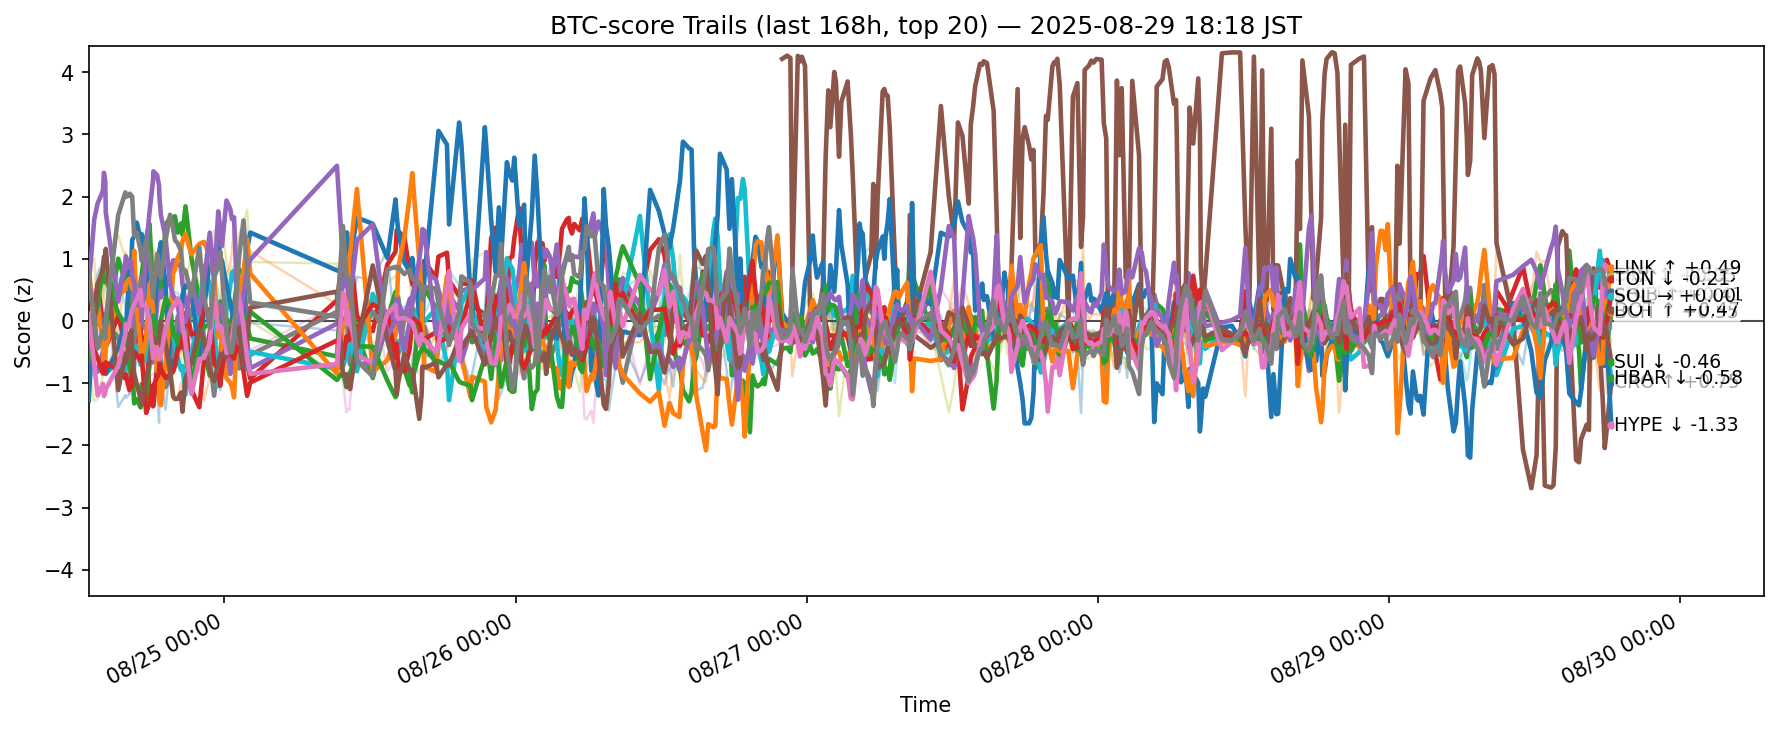 BTC-score Trails (last 168h, top 20) — 2025-08-29 18:18 JST
Score (z)
4
3
2
1
0
−1
−2
−3
−4
LINK ↑ +0.49
TON ↓ -0.21
SOL → +0.00
DOT ↑ +0.47
SUI ↓ -0.46
HBAR ↓ -0.58
HYPE ↓ -1.33
08/25 00:00
08/26 00:00
08/27 00:00
08/28 00:00
08/29 00:00
08/30 00:00
Time